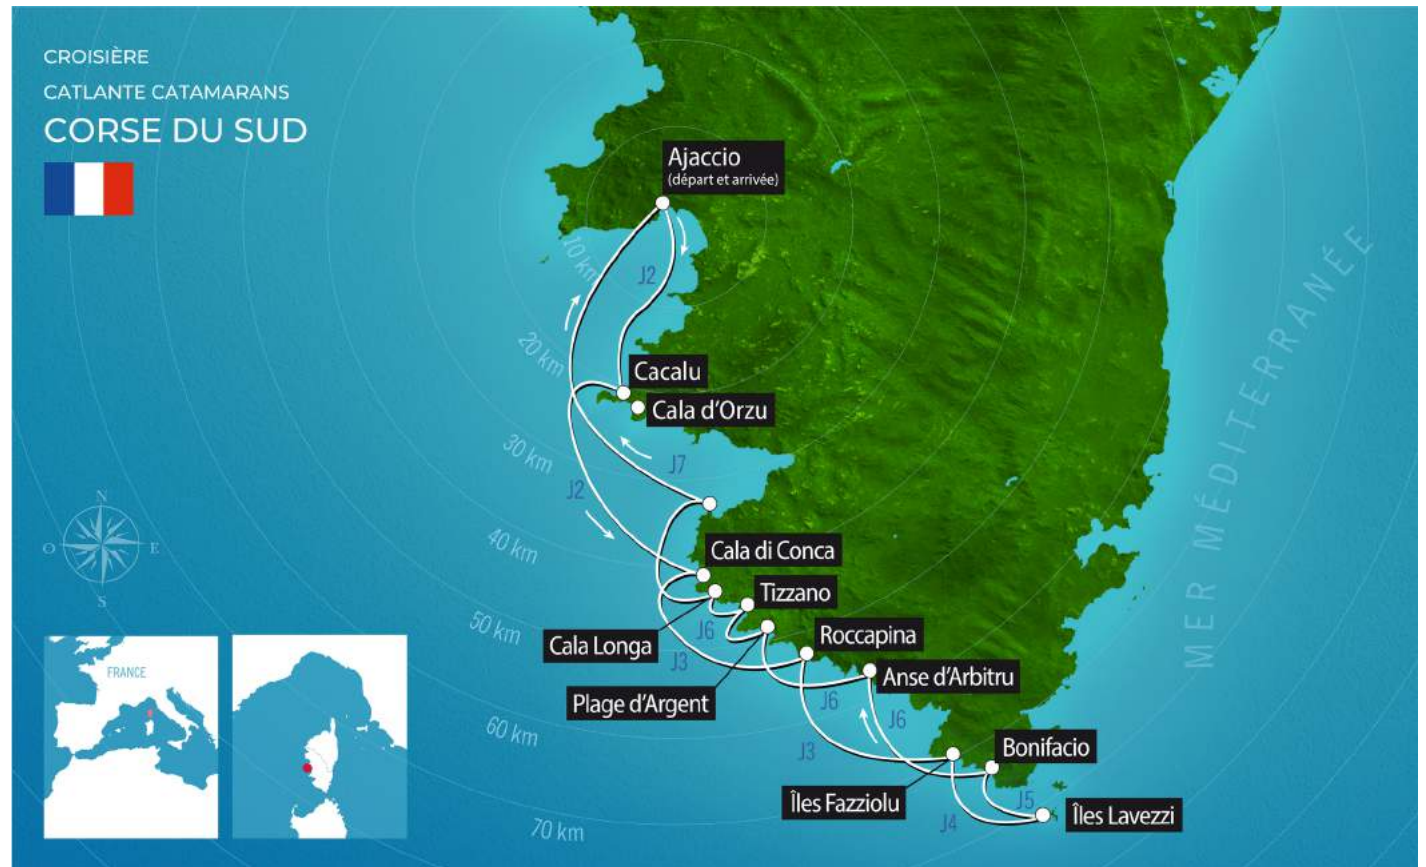 CROISIÈRE
CATLANTE CATAMARANS
CORSE DU SUD
Ajaccio
(départ et arrivée)
10 km
J2
20 km
Cacalu
Cala d'Orzu
30 km
J7
J2
40 km
Cala di Conca
Tizzano
50 km
Cala Longa
J6
J3
Roccapina
Plage d'Argent
Anse d'Arbitru
J6
J6
60 km
J3
Bonifacio
Îles Fazziolu
J5
J4
Îles Lavezzi
70 km
MER MÉDITERRANÉE
N
O
E
S
FRANCE